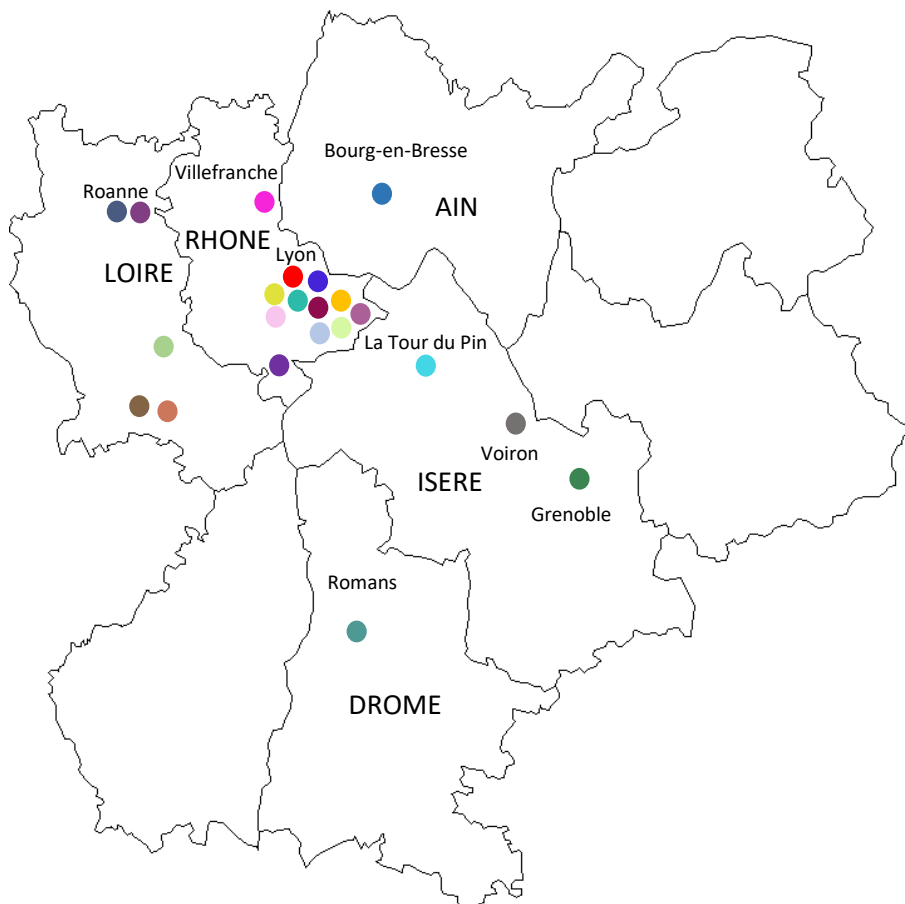 Bourg-en-Bresse
Villefranche
Roanne
AIN
RHONE
Lyon
LOIRE
La Tour du Pin
Voiron
ISERE
Grenoble
Romans
DROME